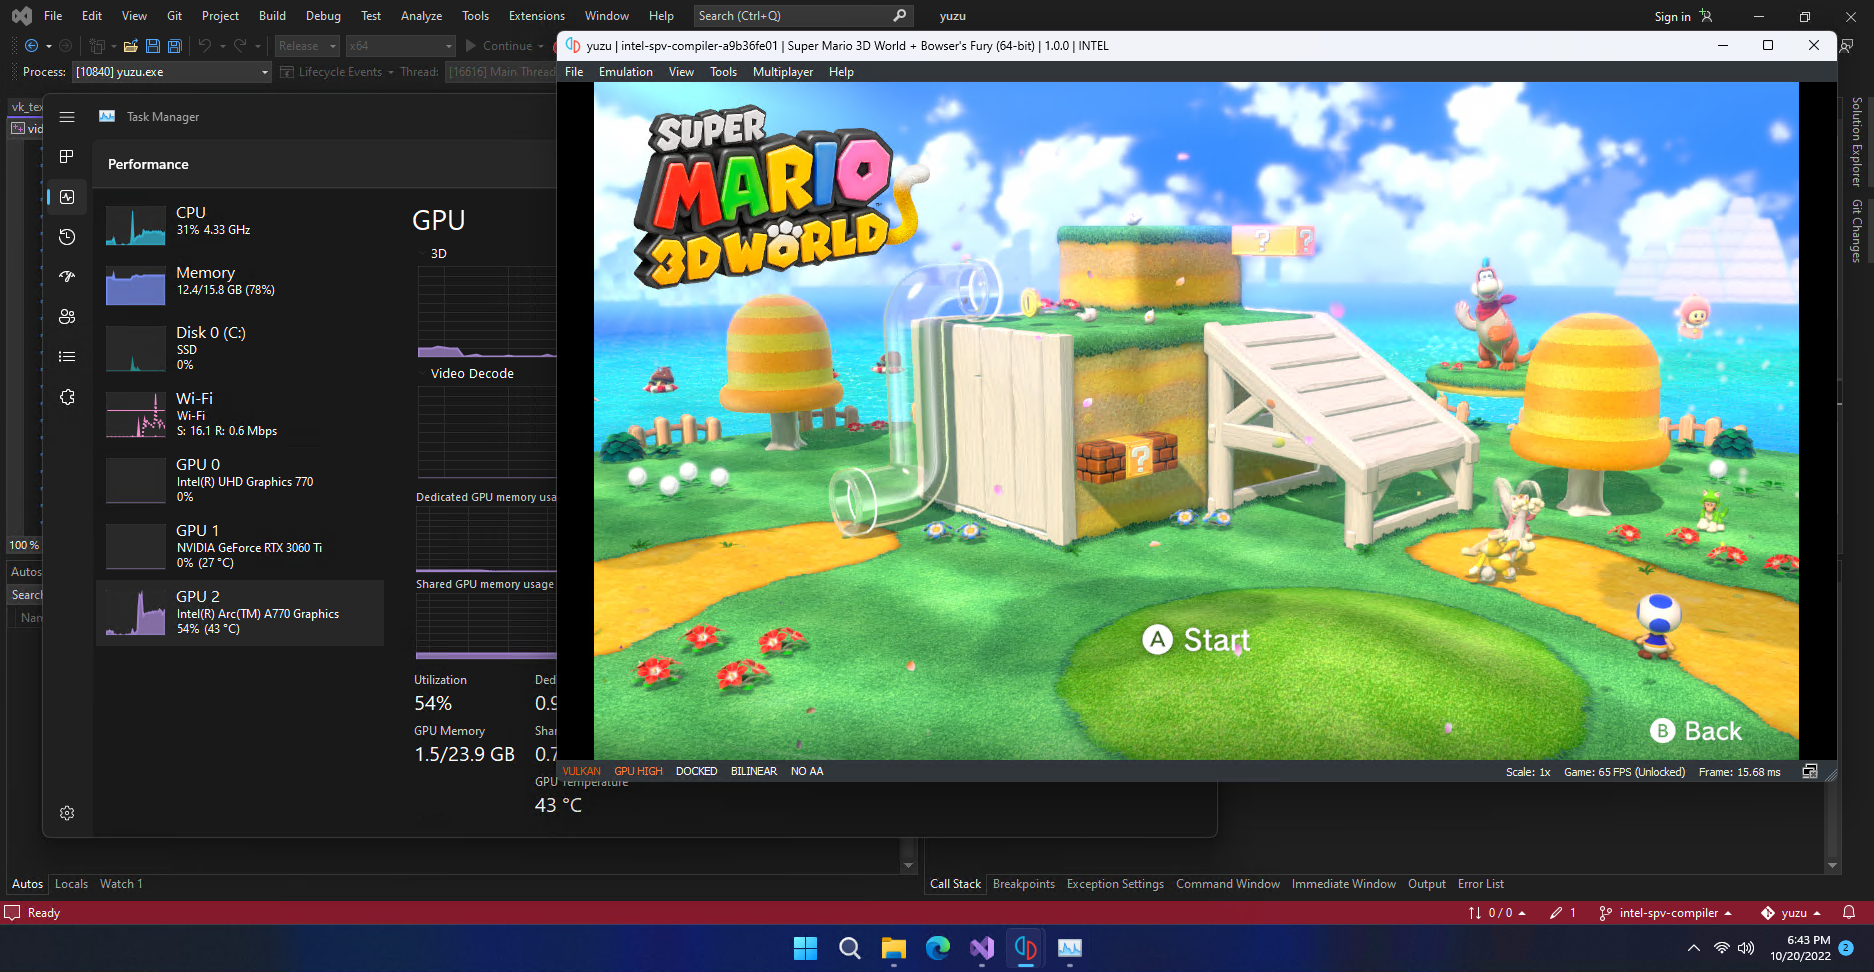 File Edit View Git Project Build Debug Test Analyze Tools Extensions Window Help Search (Ctrl+Q) yuzu Sign in
Release x64 Continue
Process: [10840] yuzu.exe Lifecycle Events Thread: [16616] Main Thread
yuzu | intel-spv-compiler-a9b36fe01 | Super Mario 3D World + Bowser's Fury (64-bit) | 1.0.0 | INTEL
File Emulation View Tools Multiplayer Help
Solution Explorer
Git Changes
vk_tex
vid
100 %
Autos
Search
Nam
Task Manager
Performance
CPU
31% 4.33 GHz
Memory
12.4/15.8 GB (78%)
Disk 0 (C:)
SSD
0%
Wi-Fi
Wi-Fi
S: 16.1 R: 0.6 Mbps
GPU 0
Intel(R) UHD Graphics 770
0%
GPU 1
NVIDIA GeForce RTX 3060 Ti
0% (27 °C)
GPU 2
Intel(R) Arc(TM) A770 Graphics
54% (43 °C)
GPU
3D
Video Decode
Dedicated GPU memory usa
Shared GPU memory usage
Utilization
54%
Ded
0.9
GPU Memory
1.5/23.9 GB
Shar
0.7
GPU Temperature
43 °C
SUPER
MARIO
3D WORLD
TM
?
?
?
A Start
B Back
VULKAN GPU HIGH DOCKED BILINEAR NO AA
Scale: 1x Game: 65 FPS (Unlocked) Frame: 15.68 ms
Autos Locals Watch 1
Call Stack Breakpoints Exception Settings Command Window Immediate Window Output Error List
Ready
0 / 0 1 intel-spv-compiler yuzu
6:43 PM
10/20/2022
2